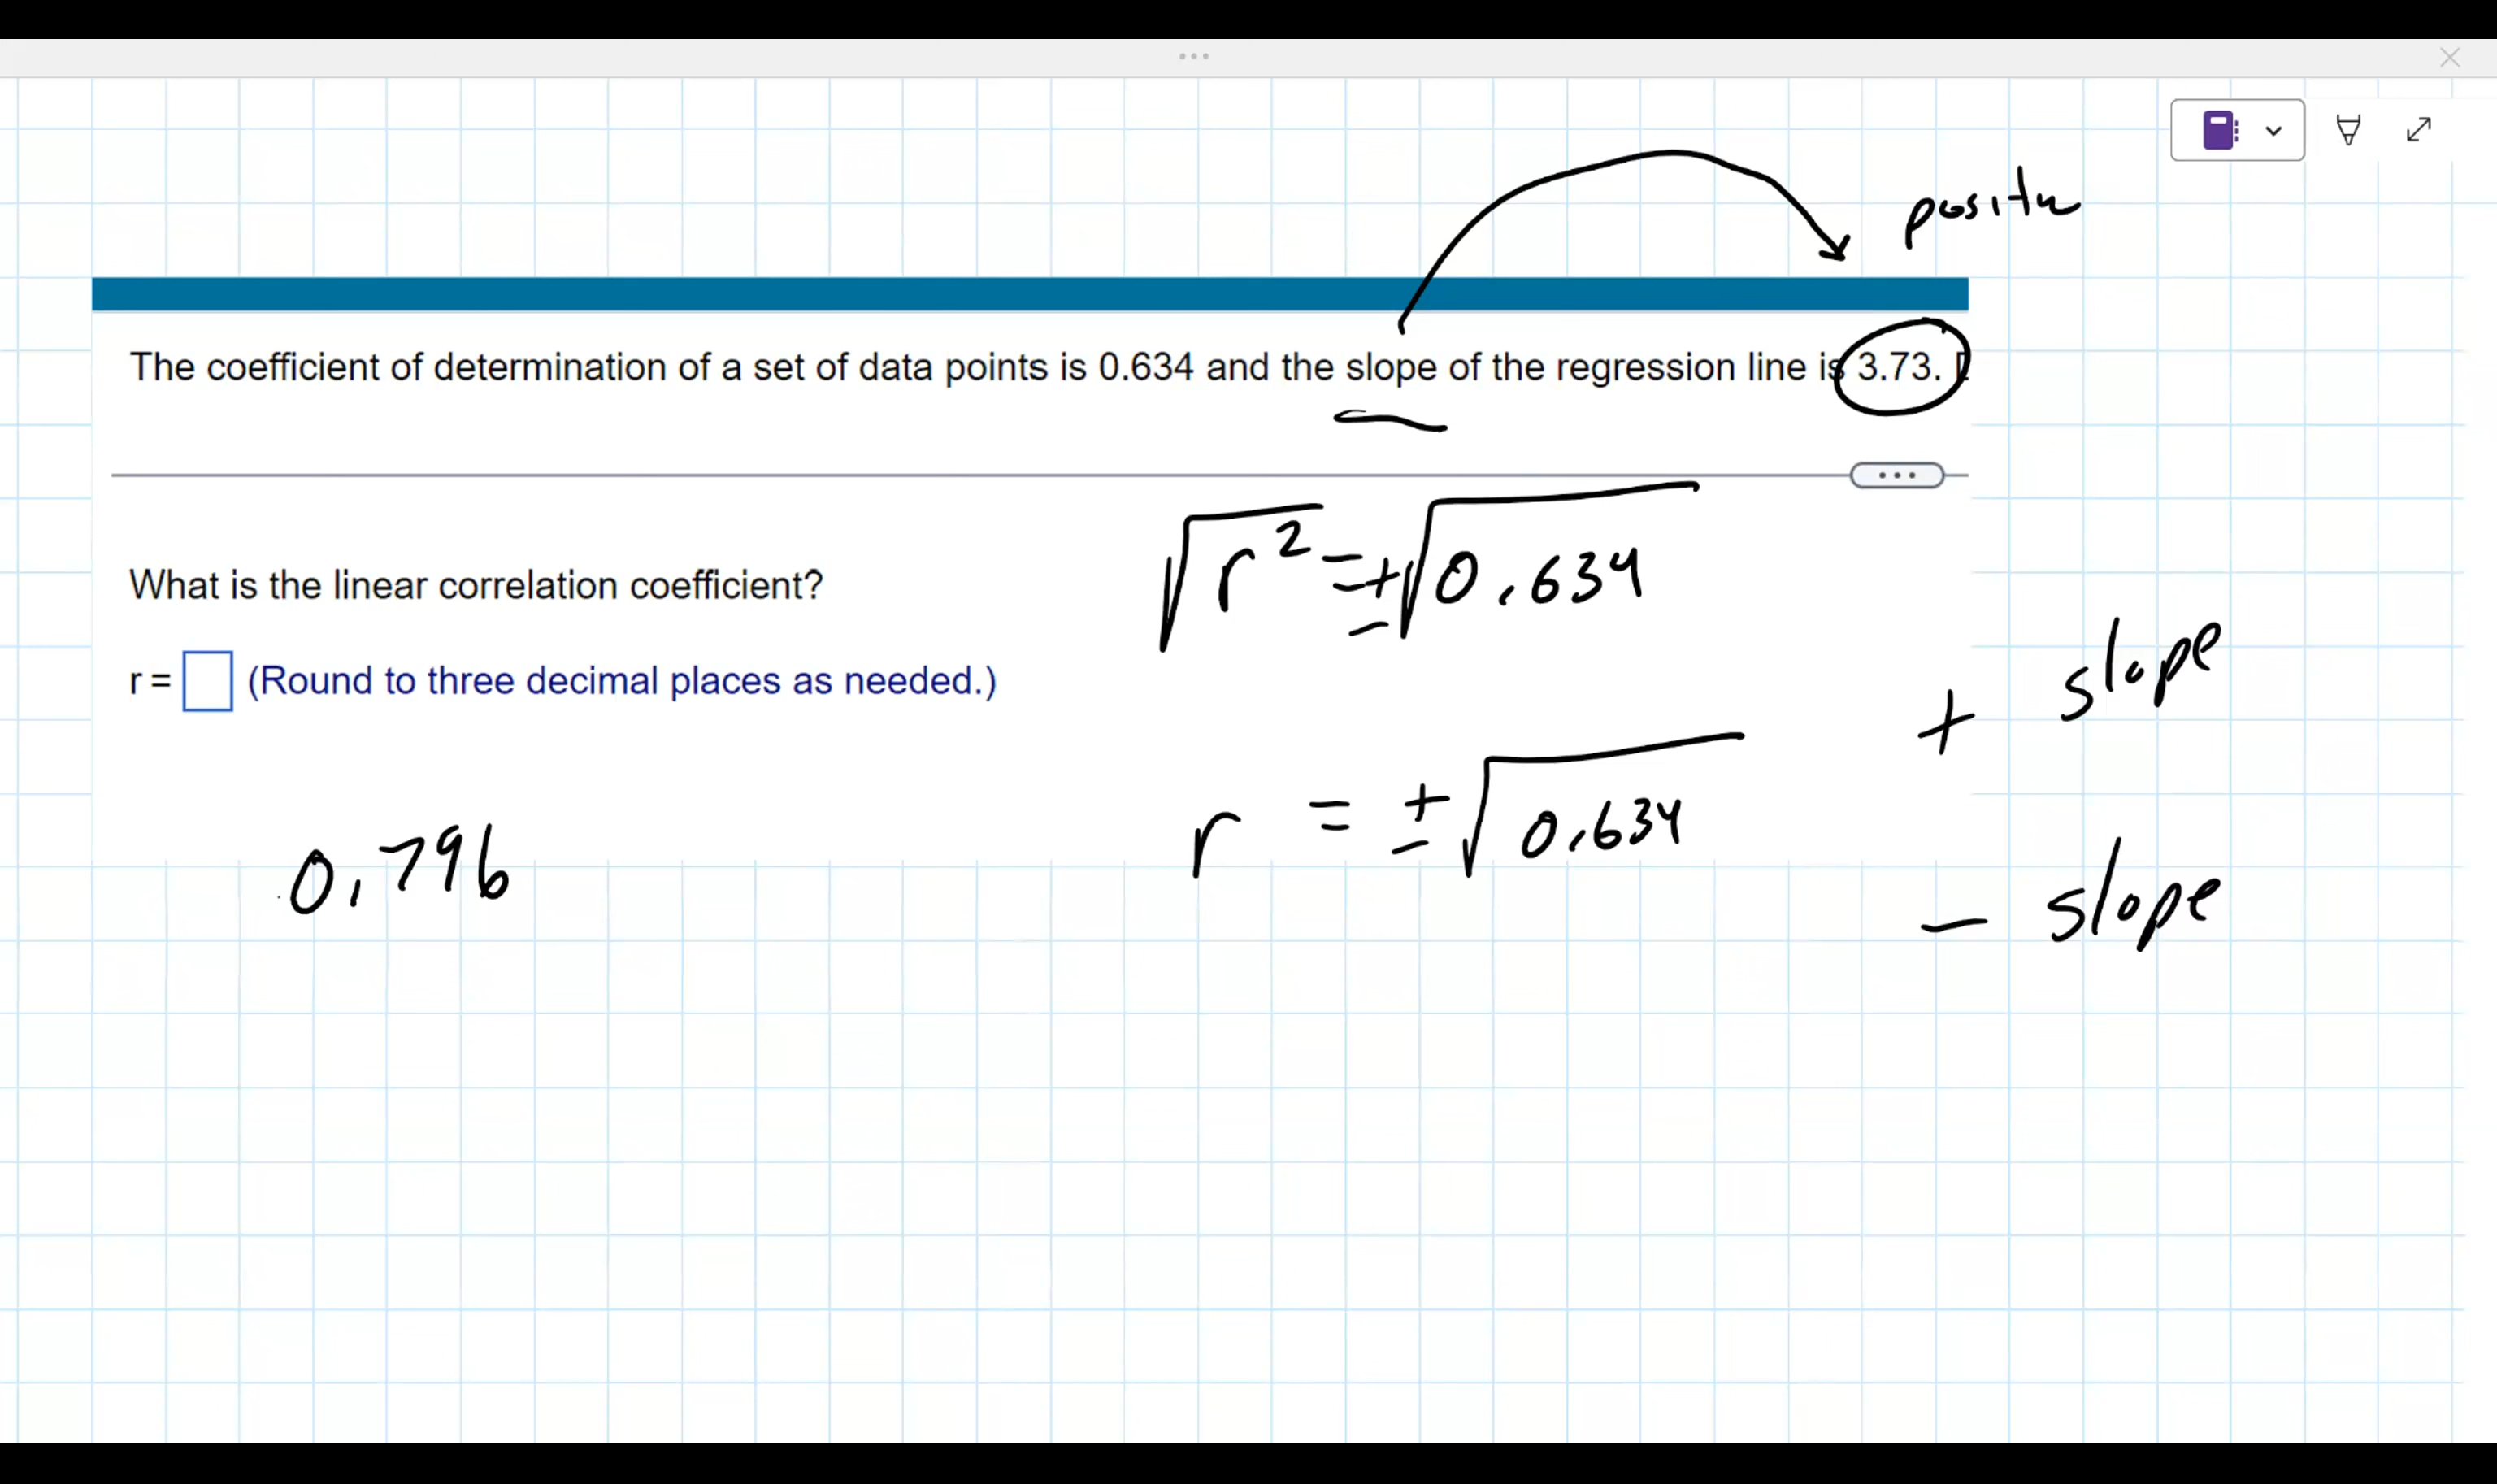 positive
The coefficient of determination of a set of data points is 0.634 and the slope of the regression line is 3.73.
√r² = ±√0.634
What is the linear correlation coefficient?
r = (Round to three decimal places as needed.)
+ slope
r = ±√0.634
0.796
− slope